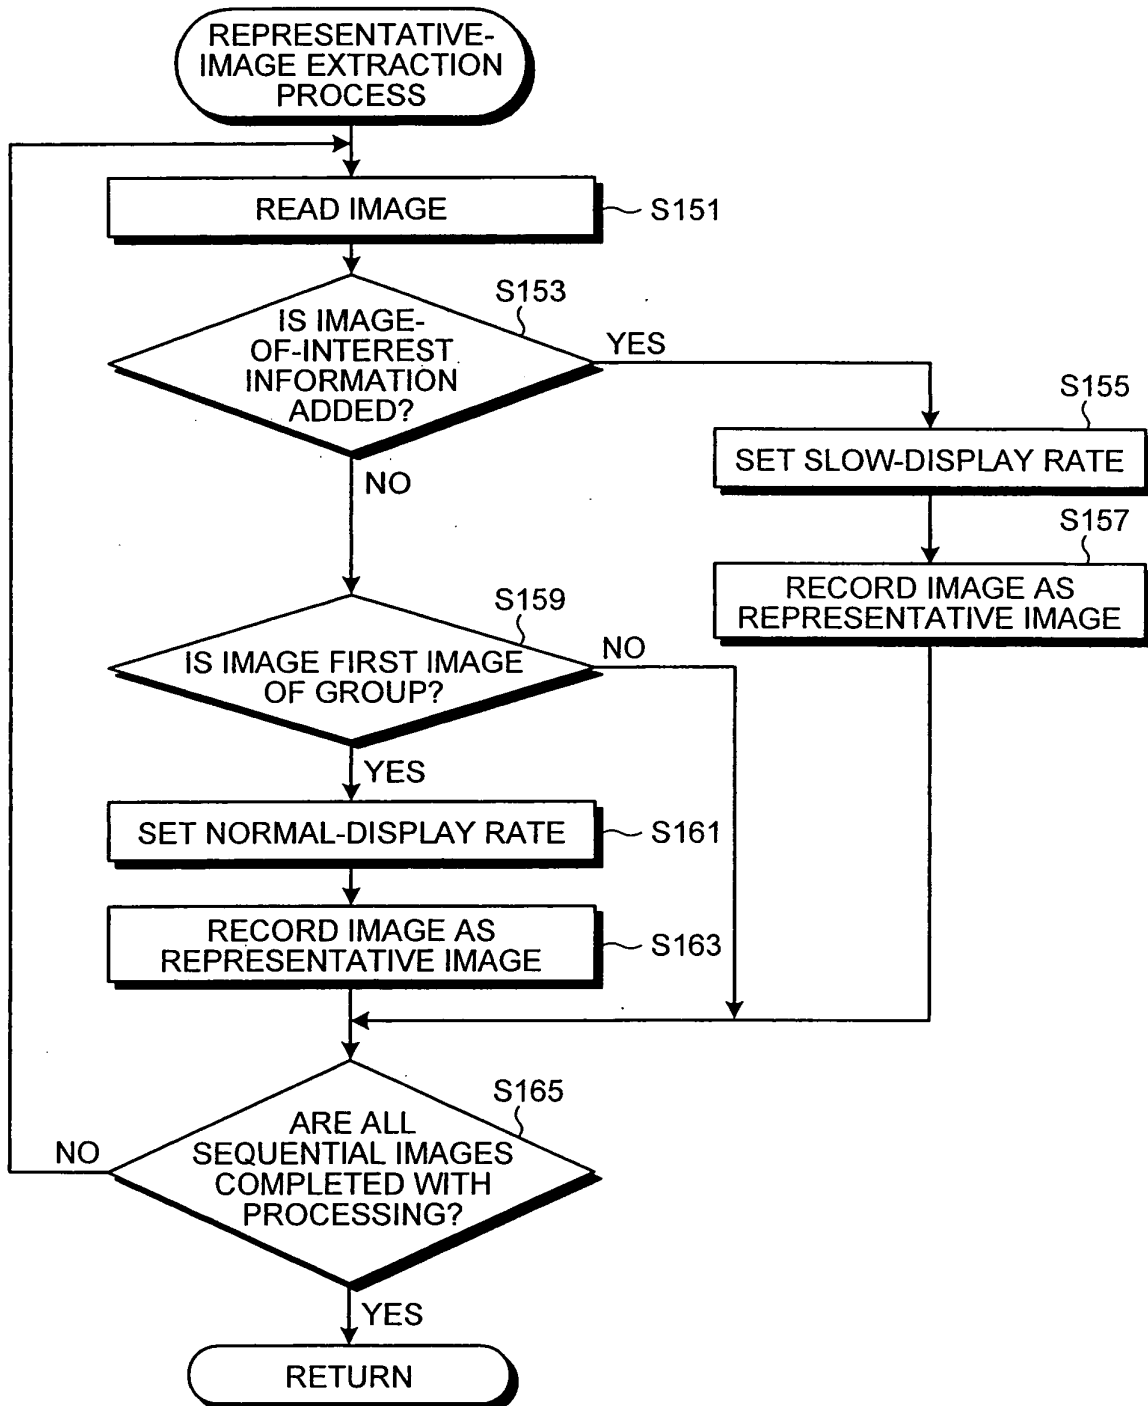 REPRESENTATIVE-
IMAGE EXTRACTION
PROCESS
READ IMAGE
S151
S153
IS IMAGE-
OF-INTEREST
INFORMATION
ADDED?
YES
NO
S155
SET SLOW-DISPLAY RATE
S157
RECORD IMAGE AS
REPRESENTATIVE IMAGE
S159
IS IMAGE FIRST IMAGE
OF GROUP?
NO
YES
SET NORMAL-DISPLAY RATE
S161
RECORD IMAGE AS
REPRESENTATIVE IMAGE
S163
S165
ARE ALL
SEQUENTIAL IMAGES
COMPLETED WITH
PROCESSING?
NO
YES
RETURN